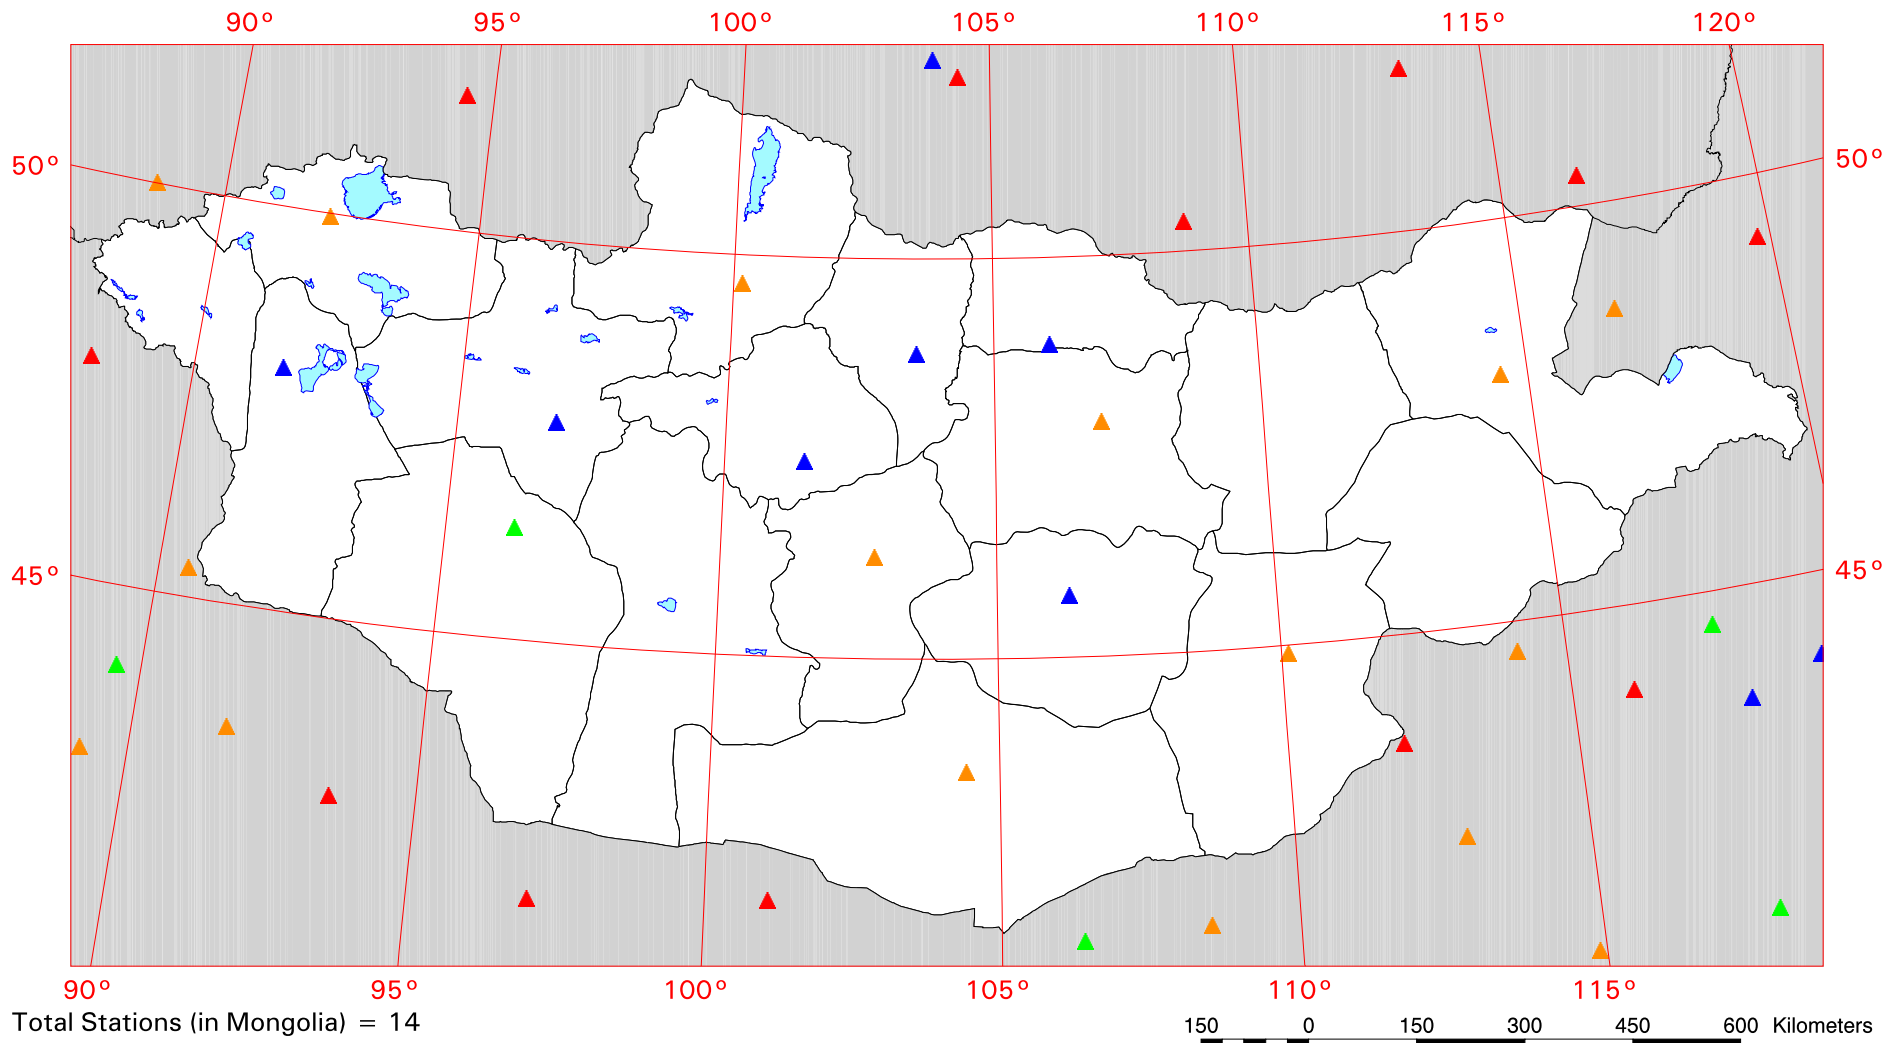 90° 95° 100° 105° 110° 115° 120°
50° 50°
45° 45°
90° 95° 100° 105° 110° 115°
Total Stations (in Mongolia) = 14
150 0 150 300 450 600 Kilometers